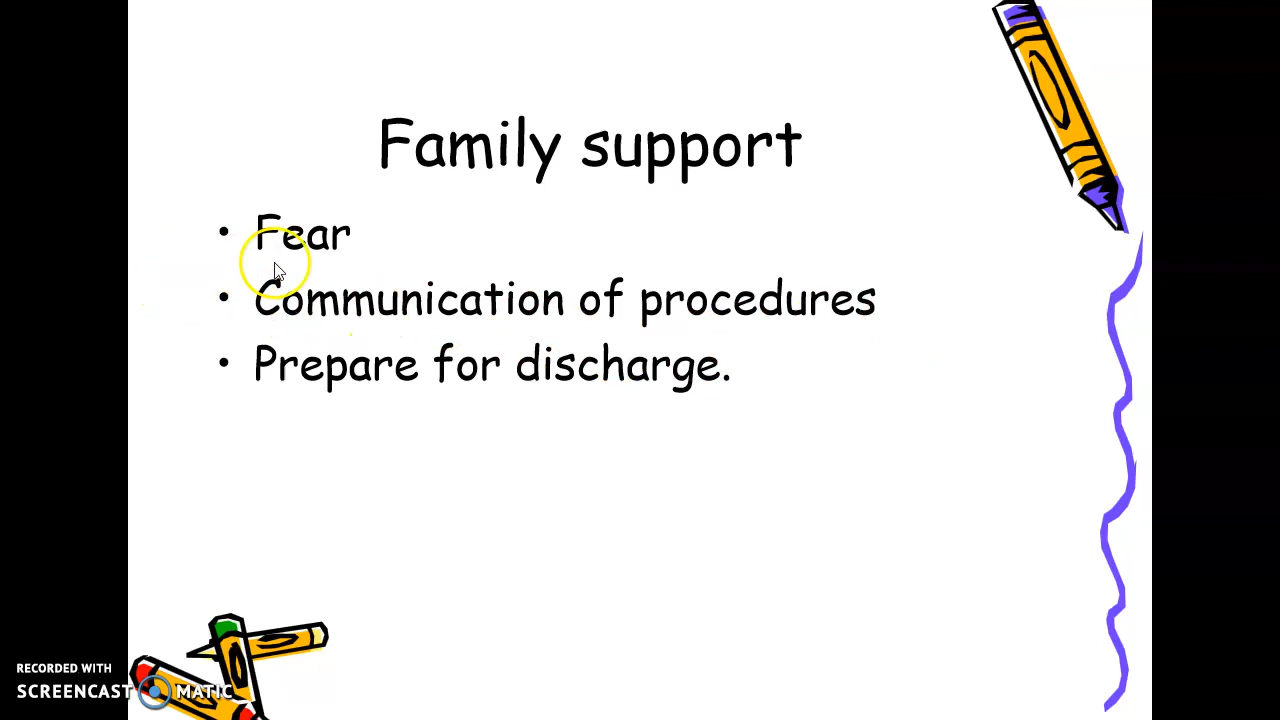 Family support
• Fear
• Communication of procedures
• Prepare for discharge.
RECORDED WITH
SCREENCAST MATIC